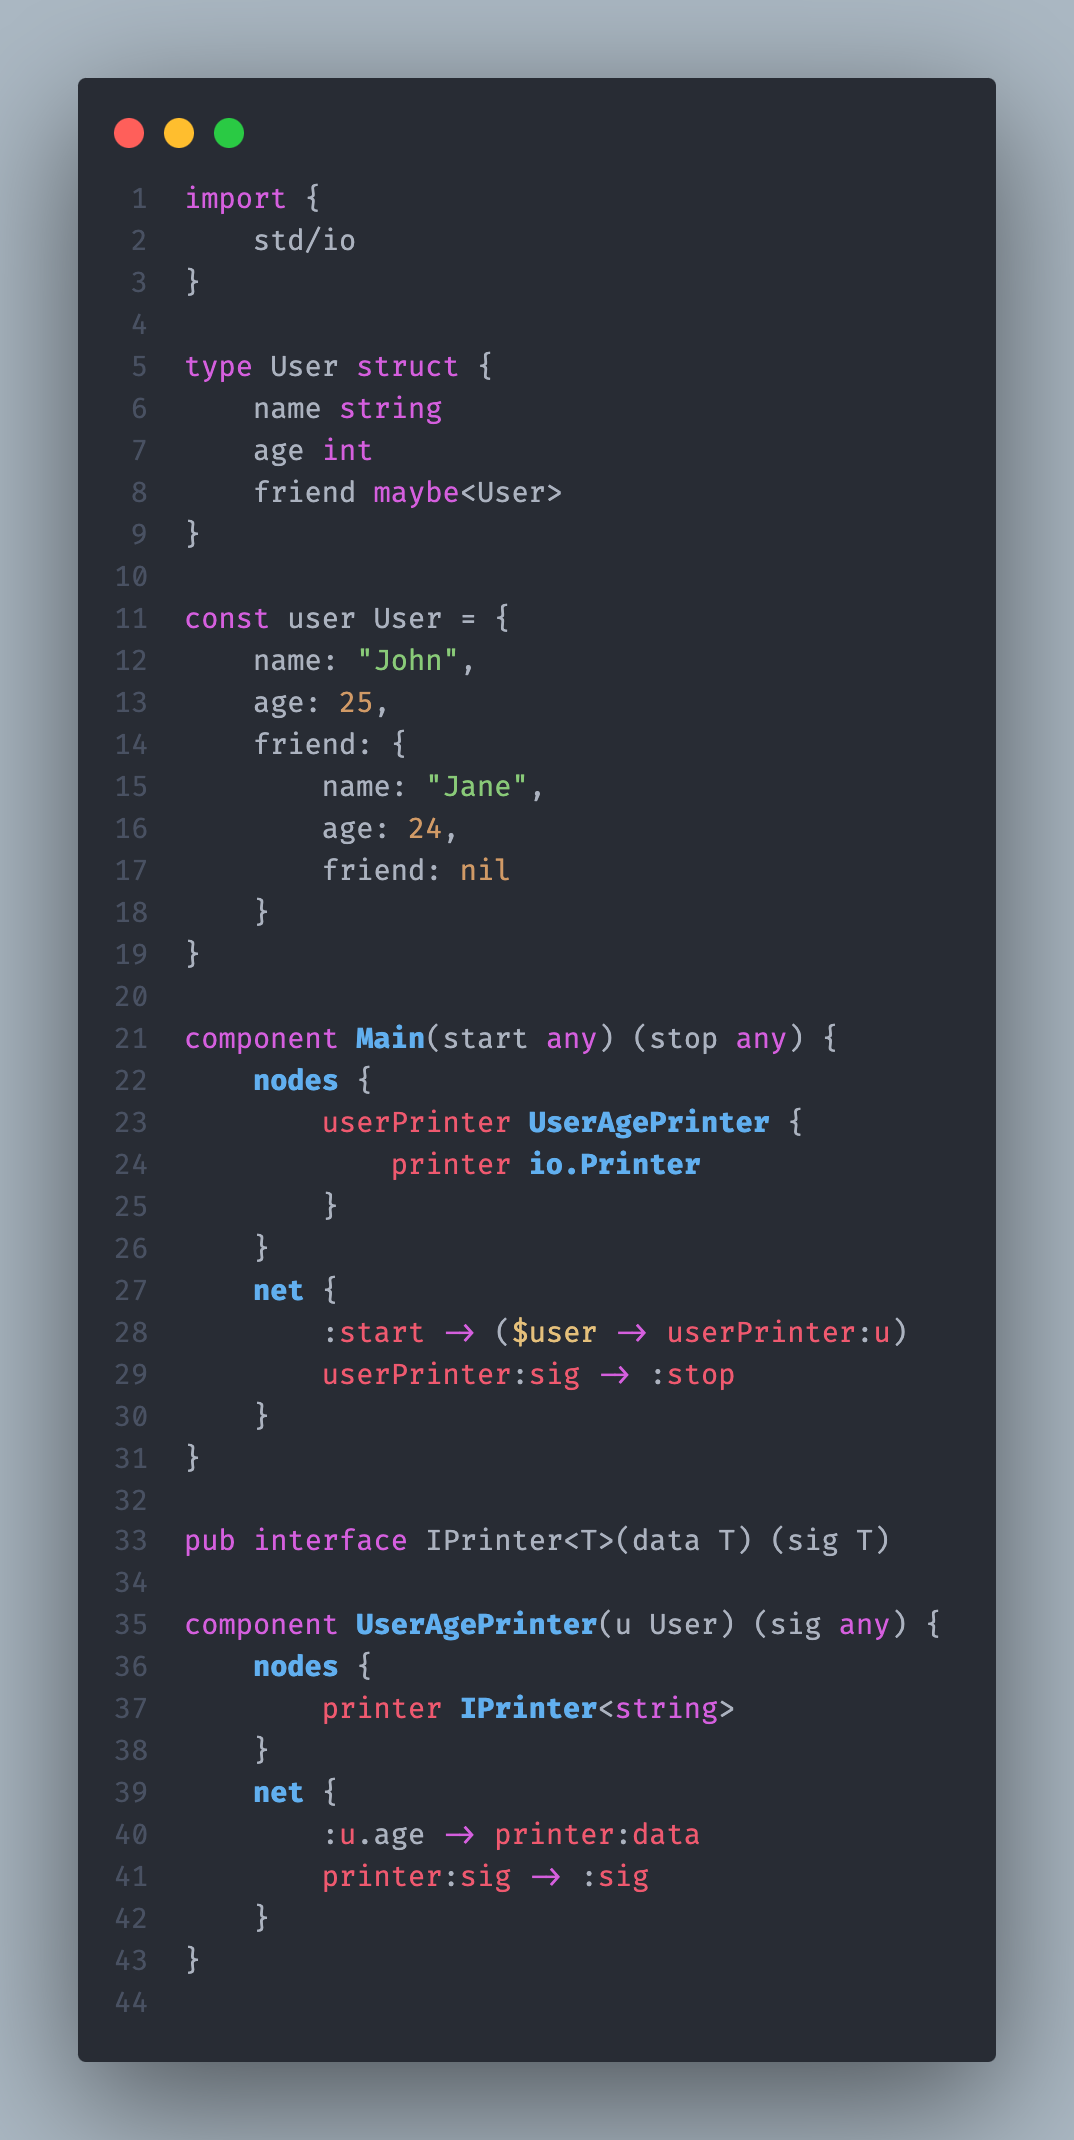 1 import {
2     std/io
3 }
4
5 type User struct {
6     name string
7     age int
8     friend maybe<User>
9 }
10
11 const user User = {
12     name: "John",
13     age: 25,
14     friend: {
15         name: "Jane",
16         age: 24,
17         friend: nil
18     }
19 }
20
21 component Main(start any) (stop any) {
22     nodes {
23         userPrinter UserAgePrinter {
24             printer io.Printer
25         }
26     }
27     net {
28         :start -> ($user -> userPrinter:u)
29         userPrinter:sig -> :stop
30     }
31 }
32
33 pub interface IPrinter<T>(data T) (sig T)
34
35 component UserAgePrinter(u User) (sig any) {
36     nodes {
37         printer IPrinter<string>
38     }
39     net {
40         :u.age -> printer:data
41         printer:sig -> :sig
42     }
43 }
44